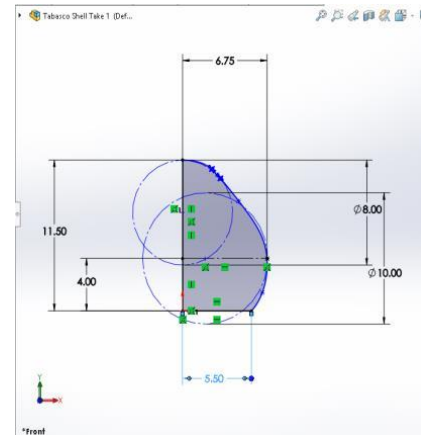 Tabasco Shell Take 1 (Def...
6.75
11.50
4.00
Ø8.00
Ø10.00
5.50
Y
X
*Front